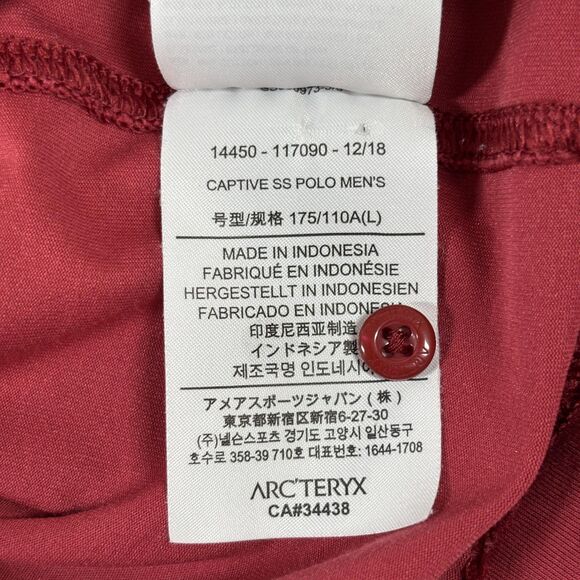 14450 - 117090 - 12/18
CAPTIVE SS POLO MEN'S
号型/规格 175/110A(L)
MADE IN INDONESIA
FABRIQUÉ EN INDONÉSIE
HERGESTELLT IN INDONESIEN
FABRICADO EN INDONESIA
印度尼西亚制造
インドネシア製
제조국명 인도네시아
アメアスポーツジャパン（株）
東京都新宿区新宿6-27-30
(주)넬슨스포츠 경기도 고양시 일산동구
호수로 358-39 710호 대표번호: 1644-1708
ARC'TERYX
CA#34438